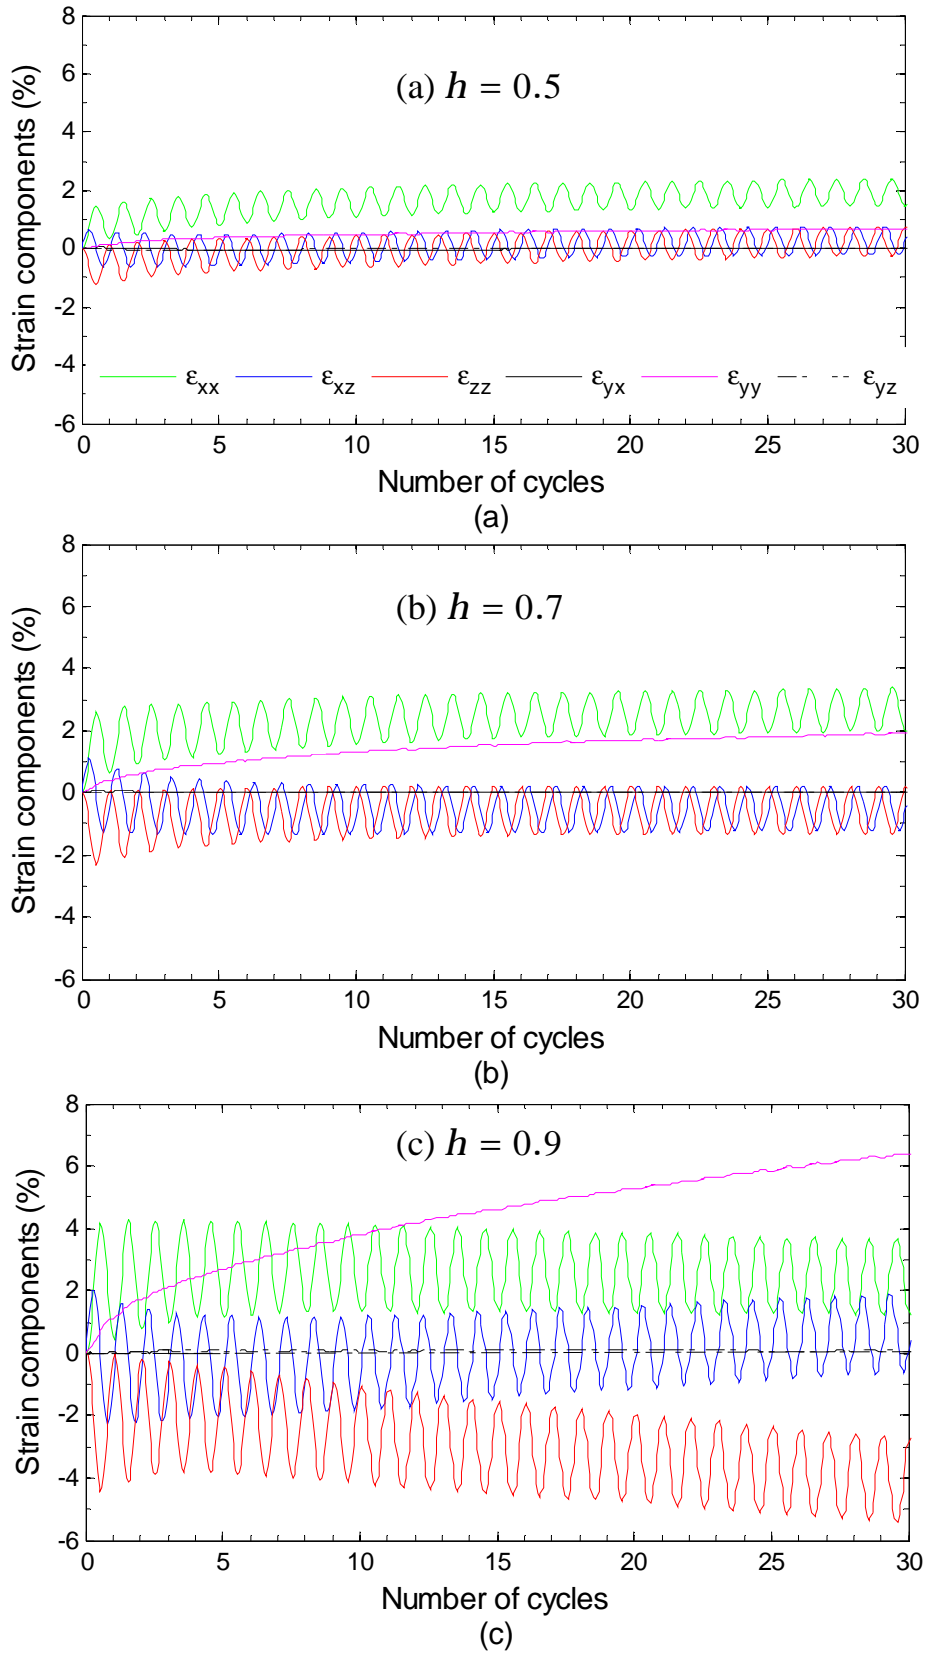 8
6
4
2
0
-2
-4
-6
Strain components (%)
(a) h = 0.5
εxx εxz εzz εyx εyy εyz
0 5 10 15 20 25 30
Number of cycles
(a)
8
6
4
2
0
-2
-4
-6
Strain components (%)
(b) h = 0.7
0 5 10 15 20 25 30
Number of cycles
(b)
8
6
4
2
0
-2
-4
-6
Strain components (%)
(c) h = 0.9
0 5 10 15 20 25 30
Number of cycles
(c)